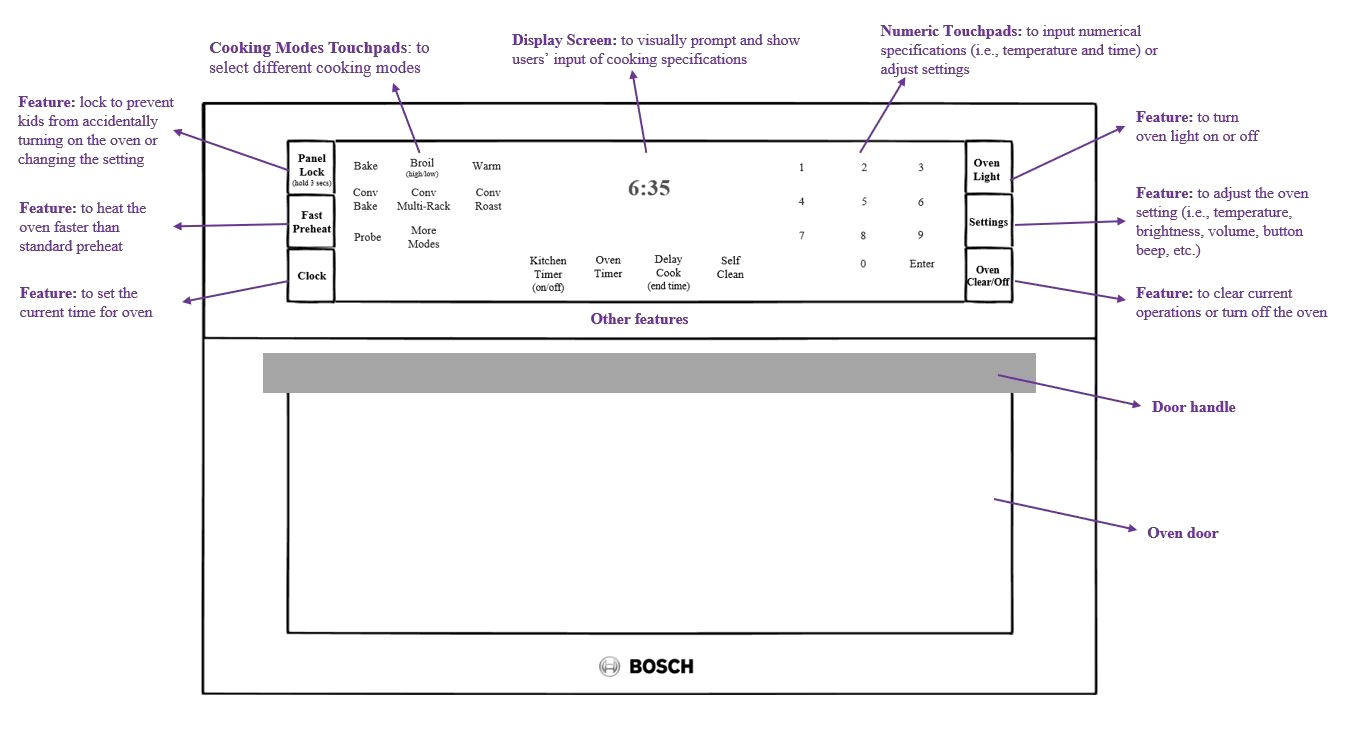 Cooking Modes Touchpads: to
select different cooking modes
Display Screen: to visually prompt and show
users' input of cooking specifications
Numeric Touchpads: to input numerical
specifications (i.e., temperature and time) or
adjust settings
Feature: lock to prevent
kids from accidentally
turning on the oven or
changing the setting
Feature: to heat the
oven faster than
standard preheat
Feature: to set the
current time for oven
Panel
Lock
(hold 3 secs)
Fast
Preheat
Clock
Bake
Broil
(high/low)
Warm
Conv
Bake
Conv
Multi-Rack
Conv
Roast
Probe
More
Modes
6:35
Kitchen
Timer
(on/off)
Oven
Timer
Delay
Cook
(end time)
Self
Clean
1 2 3
4 5 6
7 8 9
0 Enter
Oven
Light
Settings
Oven
Clear/Off
Feature: to turn
oven light on or off
Feature: to adjust the oven
setting (i.e., temperature,
brightness, volume, button
beep, etc.)
Feature: to clear current
operations or turn off the oven
Other features
Door handle
Oven door
BOSCH